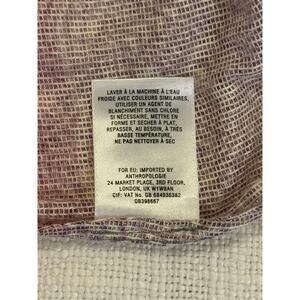 LAVER À LA MACHINE À L'EAU
FROIDE AVEC COULEURS SIMILAIRES,
UTILISER UN AGENT DE
BLANCHIMENT SANS CHLORE
SI NÉCESSAIRE, METTRE EN
FORME ET SÉCHER À PLAT,
REPASSER, AU BESOIN, À TRÈS
BASSE TEMPÉRATURE,
NE PAS NETTOYER À SEC
FOR EU: IMPORTED BY
ANTHROPOLOGIE
24 MARKET PLACE, 3RD FLOOR,
LONDON, UK W1W8AN
CIF: VAT No. GB 684935382
GB398667